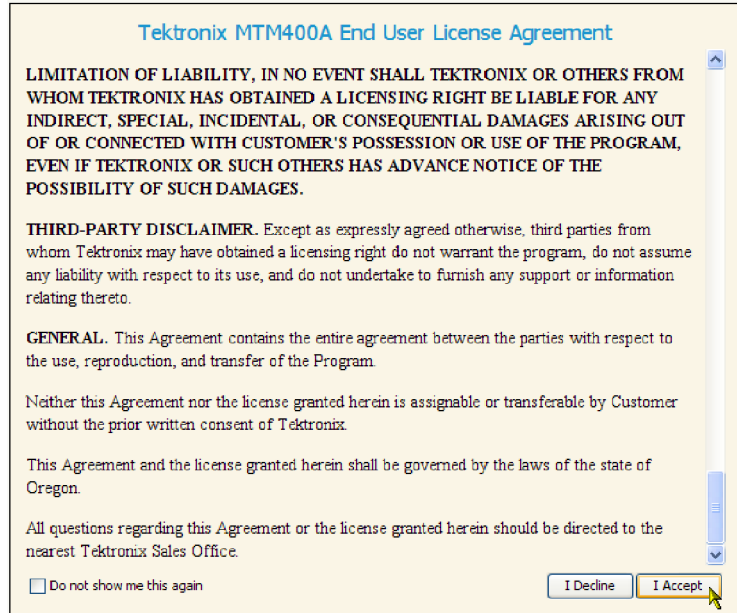 Tektronix MTM400A End User License Agreement
LIMITATION OF LIABILITY, IN NO EVENT SHALL TEKTRONIX OR OTHERS FROM
WHOM TEKTRONIX HAS OBTAINED A LICENSING RIGHT BE LIABLE FOR ANY
INDIRECT, SPECIAL, INCIDENTAL, OR CONSEQUENTIAL DAMAGES ARISING OUT
OF OR CONNECTED WITH CUSTOMER'S POSSESSION OR USE OF THE PROGRAM,
EVEN IF TEKTRONIX OR SUCH OTHERS HAS ADVANCE NOTICE OF THE
POSSIBILITY OF SUCH DAMAGES.
THIRD-PARTY DISCLAIMER. Except as expressly agreed otherwise, third parties from
whom Tektronix may have obtained a licensing right do not warrant the program, do not assume
any liability with respect to its use, and do not undertake to furnish any support or information
relating thereto.
GENERAL. This Agreement contains the entire agreement between the parties with respect to
the use, reproduction, and transfer of the Program.
Neither this Agreement nor the license granted herein is assignable or transferable by Customer
without the prior written consent of Tektronix.
This Agreement and the license granted herein shall be governed by the laws of the state of
Oregon.
All questions regarding this Agreement or the license granted herein should be directed to the
nearest Tektronix Sales Office.
Do not show me this again
I Decline
I Accept